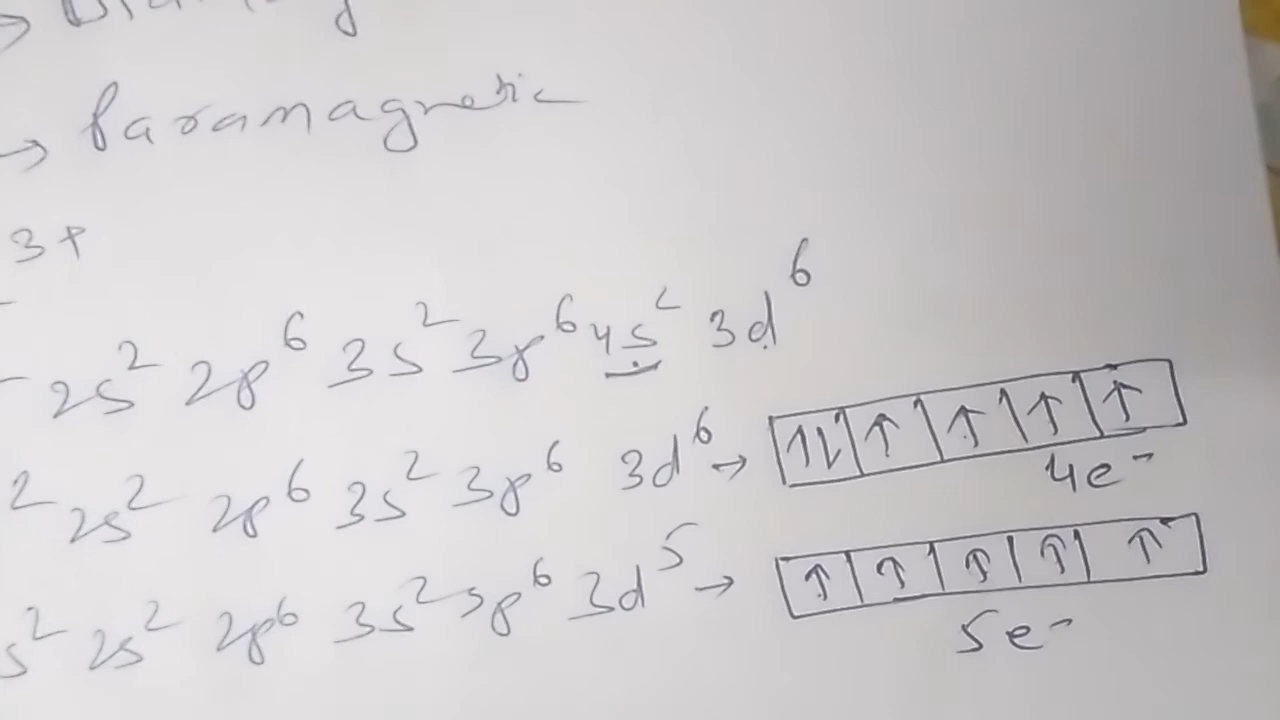 → Paramagnetic
3+
2s² 2p⁶ 3s² 3p⁶ 4s² 3d⁶
² 2s² 2p⁶ 3s² 3p⁶ 3d⁶ → ↑↓ ↑ ↑ ↑ ↑
4e⁻
s² 2s² 2p⁶ 3s² 3p⁶ 3d⁵ → ↑ ↑ ↑ ↑ ↑
5e⁻